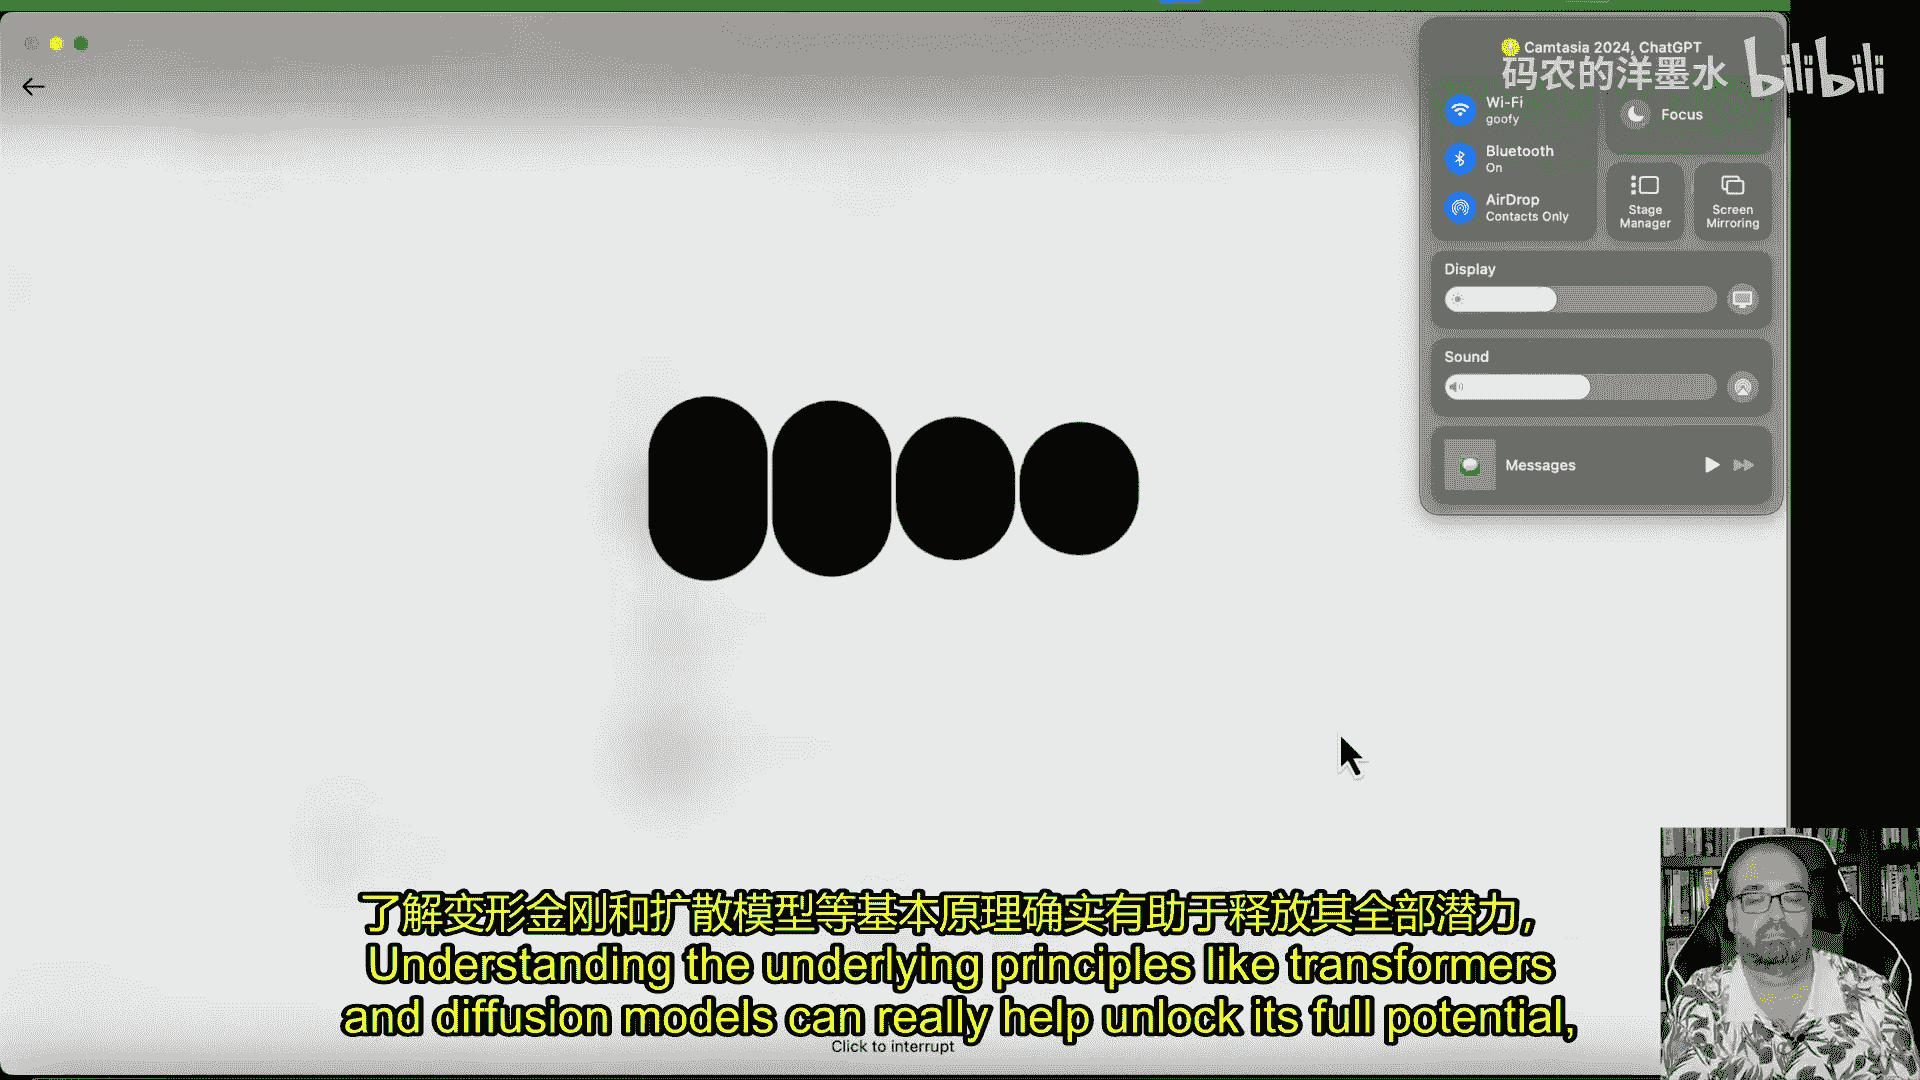 Camtasia 2024, ChatGPT
码农的洋墨水 bilibili
Wi-Fi
goofy
Focus
Bluetooth
On
AirDrop
Contacts Only
Stage
Manager
Screen
Mirroring
Display
Sound
Messages
了解变形金刚和扩散模型等基本原理确实有助于释放其全部潜力，
Understanding the underlying principles like transformers
and diffusion models can really help unlock its full potential,
Click to interrupt